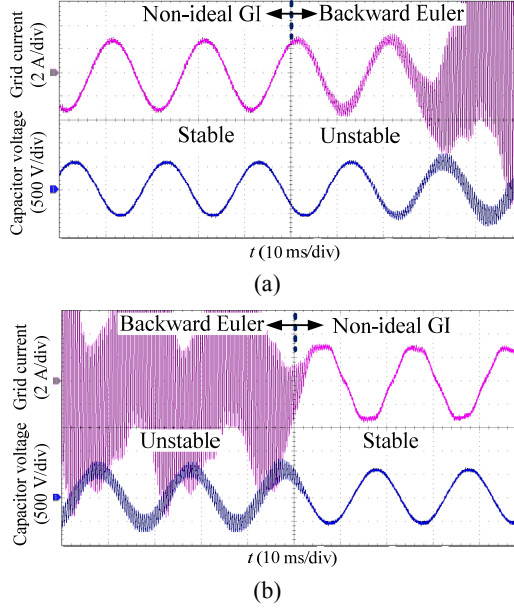 Non-ideal GI Backward Euler
Grid current
(2 A/div)
Stable Unstable
Capacitor voltage
(500 V/div)
t (10 ms/div)
(a)
Backward Euler Non-ideal GI
Grid current
(2 A/div)
Unstable Stable
Capacitor voltage
(500 V/div)
t (10 ms/div)
(b)